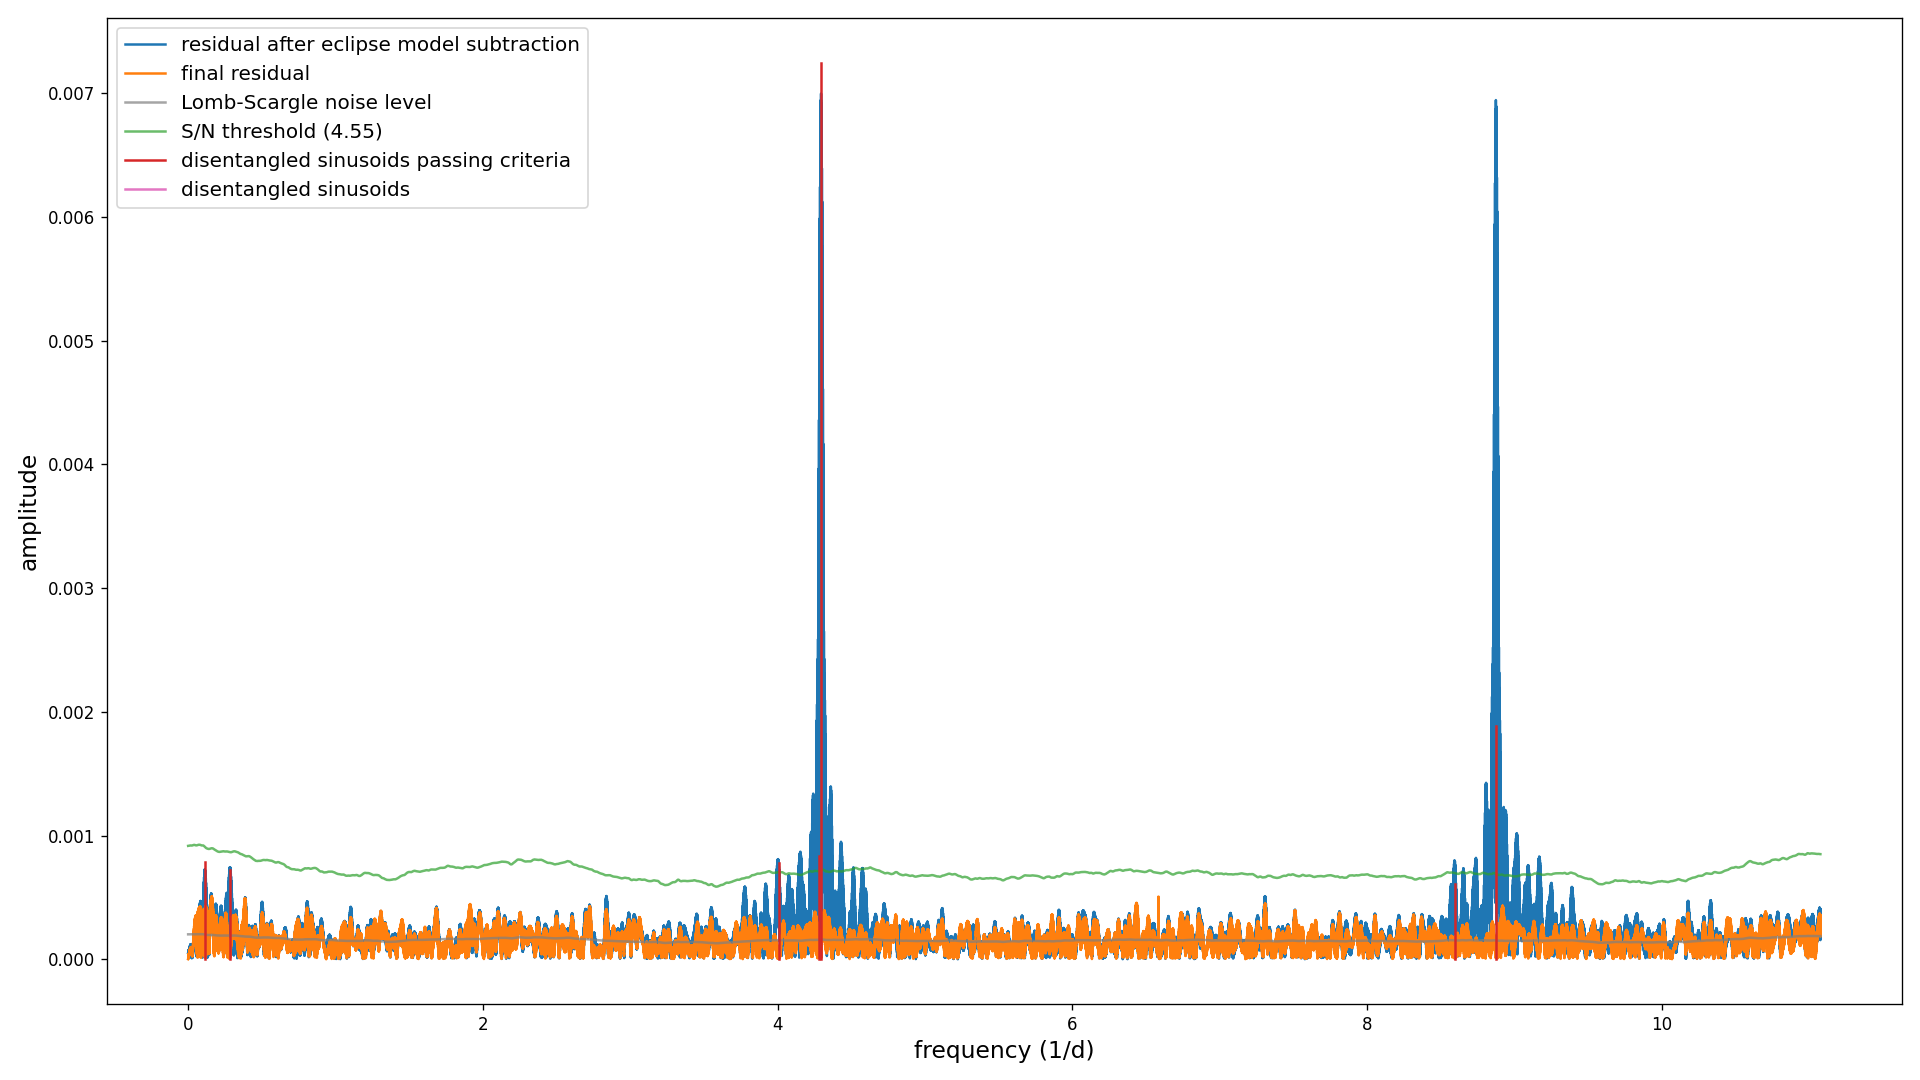 residual after eclipse model subtraction
final residual
Lomb-Scargle noise level
S/N threshold (4.55)
disentangled sinusoids passing criteria
disentangled sinusoids
0.007
0.006
0.005
0.004
0.003
0.002
0.001
0.000
amplitude
0 2 4 6 8 10
frequency (1/d)